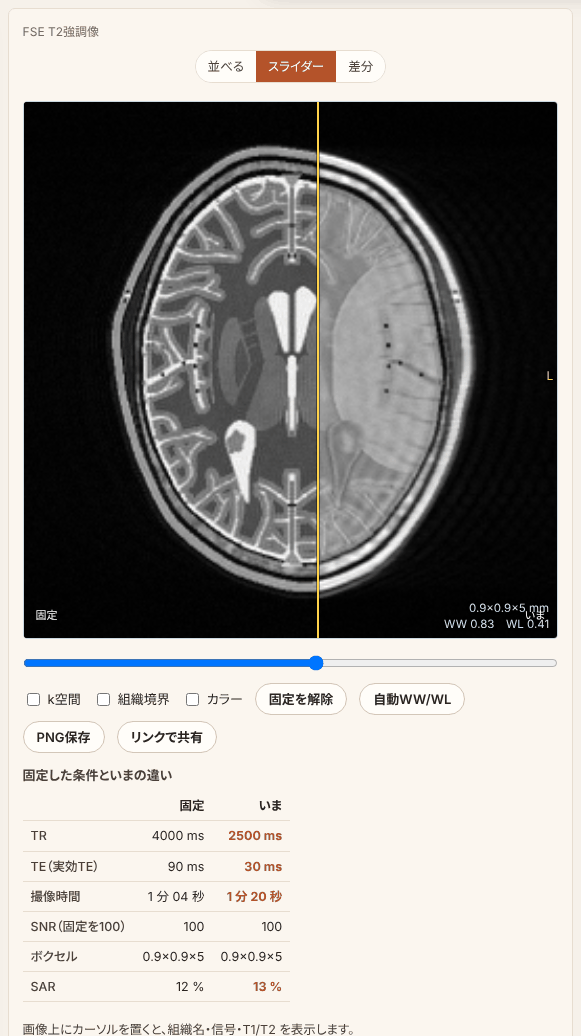 FSE T2強調像
並べる スライダー 差分
L
0.9×0.9×5 mm
固定 いま
WW 0.83 WL 0.41
k空間 組織境界 カラー 固定を解除 自動WW/WL
PNG保存 リンクで共有
固定した条件といまの違い
固定 いま
TR 4000 ms 2500 ms
TE（実効TE） 90 ms 30 ms
撮像時間 1 分 04 秒 1 分 20 秒
SNR（固定を100） 100 100
ボクセル 0.9×0.9×5 0.9×0.9×5
SAR 12 % 13 %
画像上にカーソルを置くと、組織名・信号・T1/T2 を表示します。